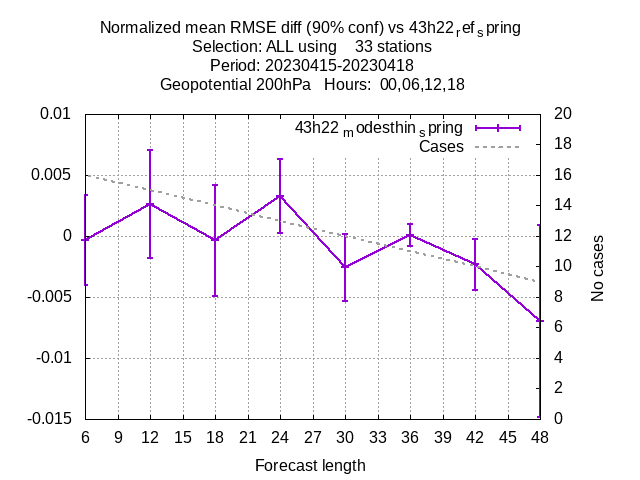 Normalized mean RMSE diff (90% conf) vs 43h22refspring
Selection: ALL using 33 stations
Period: 20230415-20230418
Geopotential 200hPa Hours: 00,06,12,18
43h22modesthinspring
Cases
0.01
0.005
0
-0.005
-0.01
-0.015
20
18
16
14
12
10
8
6
4
2
0
No cases
6 9 12 15 18 21 24 27 30 33 36 39 42 45 48
Forecast length